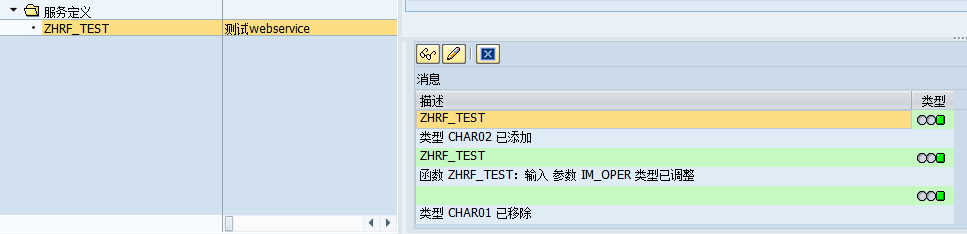 服务定义
ZHRF_TEST 测试webservice
消息
描述 类型
ZHRF_TEST
类型 CHAR02 已添加
ZHRF_TEST
函数 ZHRF_TEST：输入 参数 IM_OPER 类型已调整
类型 CHAR01 已移除